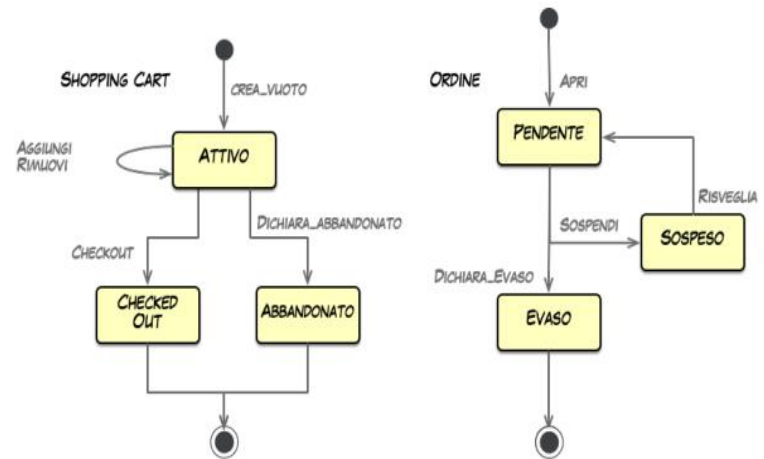 SHOPPING CART
CREA_VUOTO
AGGIUNGI
RIMUOVI
ATTIVO
DICHIARA_ABBANDONATO
CHECKOUT
CHECKED
OUT
ABBANDONATO
ORDINE
APRI
PENDENTE
RISVEGLIA
SOSPENDI
SOSPESO
DICHIARA_EVASO
EVASO